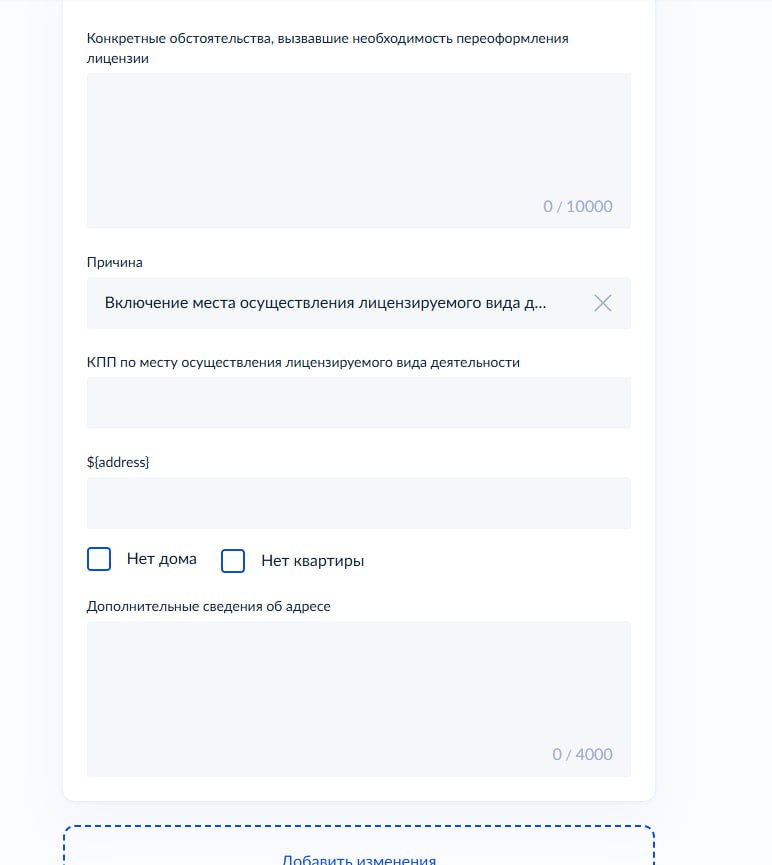 Конкретные обстоятельства, вызвавшие необходимость переоформления
лицензии
0 / 10000
Причина
Включение места осуществления лицензируемого вида д...
КПП по месту осуществления лицензируемого вида деятельности
${address}
Нет дома Нет квартиры
Дополнительные сведения об адресе
0 / 4000
Добавить изменения